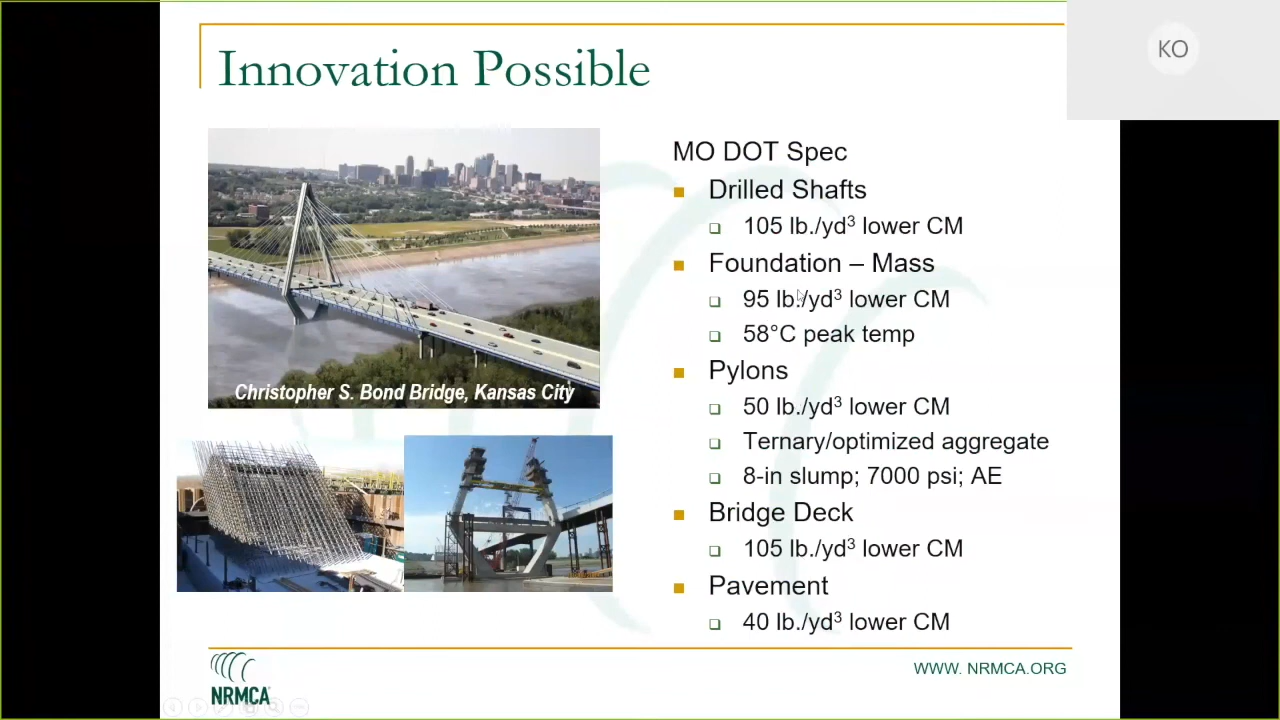 KO
Innovation Possible
Christopher S. Bond Bridge, Kansas City
MO DOT Spec
Drilled Shafts
105 lb./yd³ lower CM
Foundation – Mass
95 lb./yd³ lower CM
58°C peak temp
Pylons
50 lb./yd³ lower CM
Ternary/optimized aggregate
8-in slump; 7000 psi; AE
Bridge Deck
105 lb./yd³ lower CM
Pavement
40 lb./yd³ lower CM
NRMCA
WWW. NRMCA.ORG